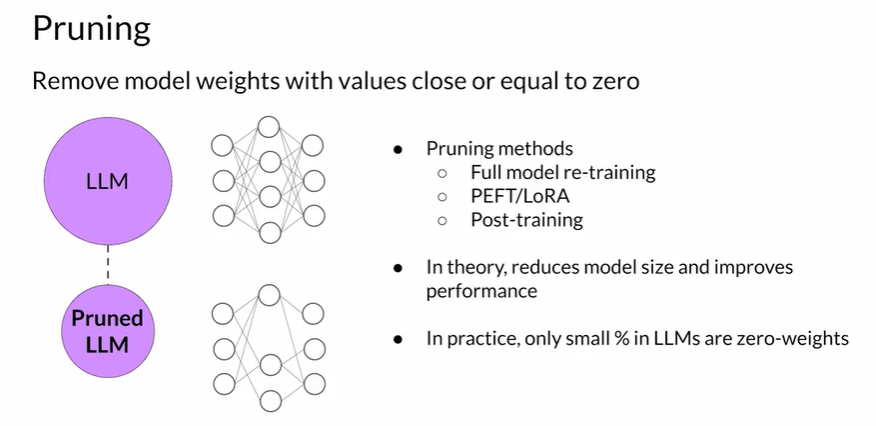 Pruning
Remove model weights with values close or equal to zero
LLM
Pruned
LLM
● Pruning methods
○ Full model re-training
○ PEFT/LoRA
○ Post-training
● In theory, reduces model size and improves
performance
● In practice, only small % in LLMs are zero-weights